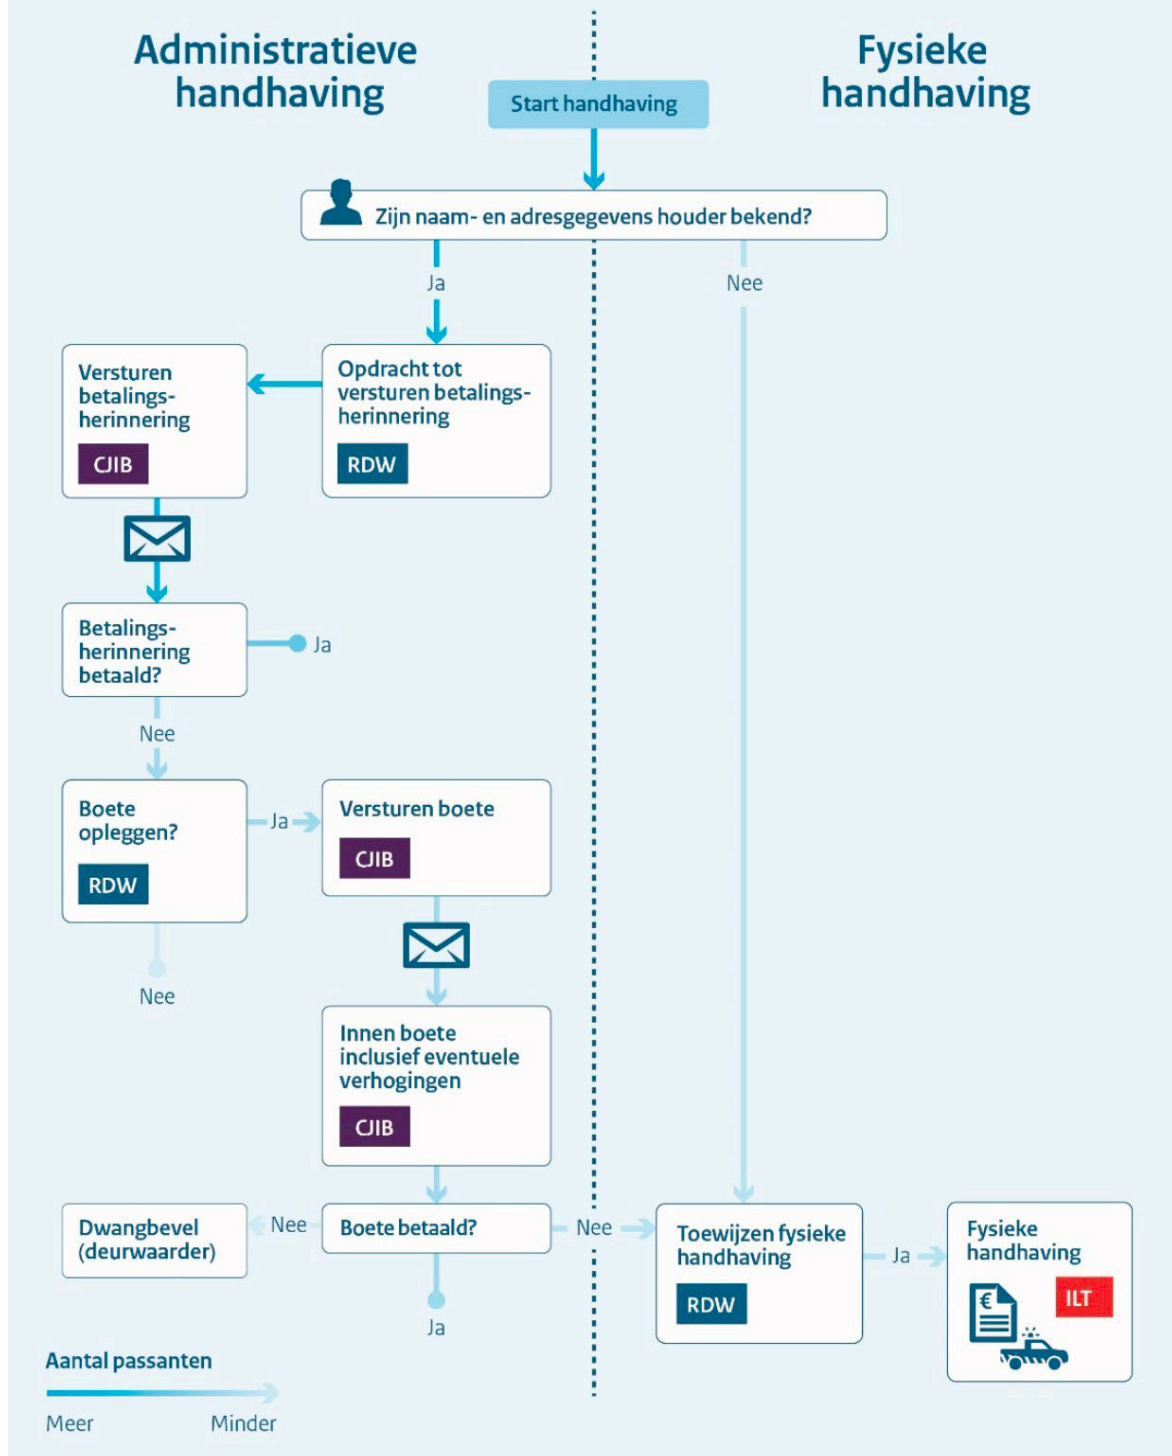 Administratieve
handhaving
Fysieke
handhaving
Start handhaving
Zijn naam- en adresgegevens houder bekend?
Ja
Nee
Versturen
betalings-
herinnering
CJIB
Opdracht tot
versturen betalings-
herinnering
RDW
Betalings-
herinnering
betaald?
Ja
Nee
Boete
opleggen?
RDW
Ja
Versturen boete
CJIB
Nee
Innen boete
inclusief eventuele
verhogingen
CJIB
Dwangbevel
(deurwaarder)
Nee
Boete betaald?
Nee
Toewijzen fysieke
handhaving
RDW
Ja
Fysieke
handhaving
€
ILT
Ja
Aantal passanten
Meer
Minder